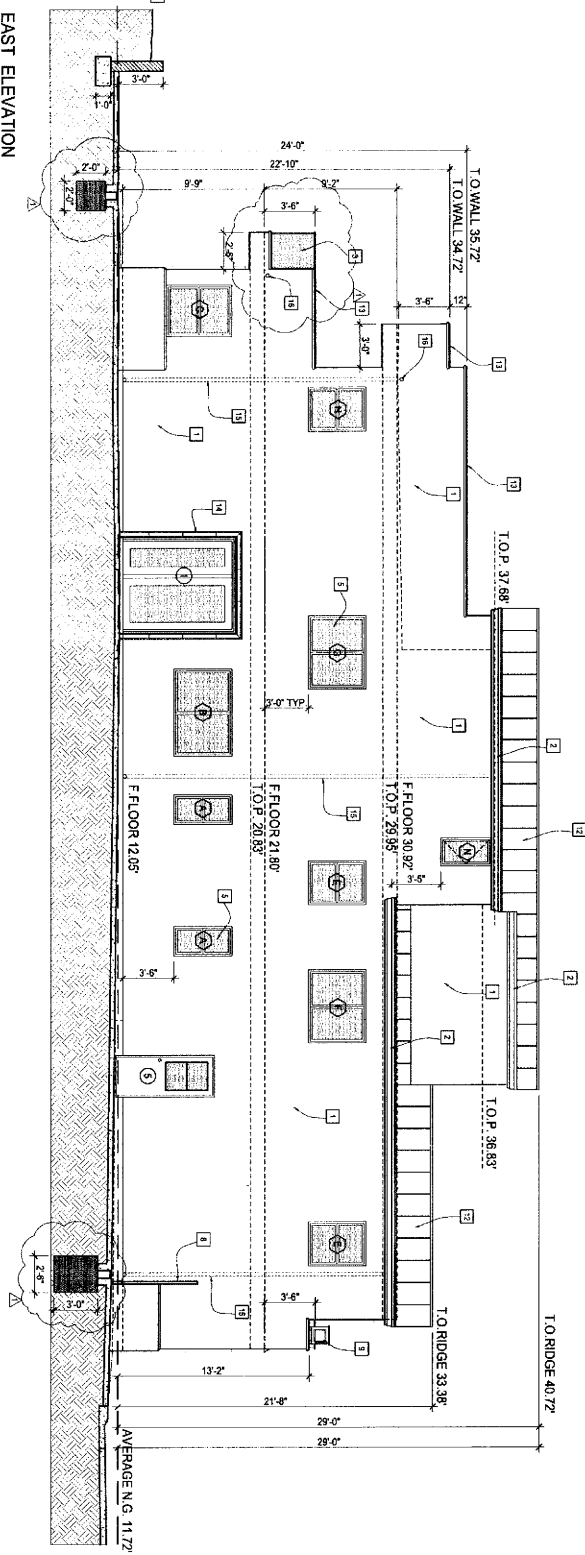 T.O.RIDGE 40.72'
12
2
2
T.O.P. 37.68'
T.O.P. 36.83'
1
1
1
13
13
T.O.WALL 35.72'
T.O.WALL 34.72'
12"
3'-6"
3'-0"
16
N
3'-6"
12
T.O.RIDGE 33.38'
2
F.FLOOR 30.92'
T.O.P. 29.95'
24'-0"
22'-10"
9'-2"
9'-9"
3'-6"
2'-6"
3
13
1
16
N
5
G
3'-0" TYP.
15
E
F
1
E
3'-6"
9
F.FLOOR 21.80'
T.O.P. 20.83'
G
15
1
14
1
B
A
5
A
3'-6"
5
8
16
13'-2"
21'-8"
29'-0"
29'-0"
F.FLOOR 12.05'
AVERAGE N.G. 11.72'
3'-0"
1'-0"
2'-0"
2'-0"
1
2'-6"
3'-0"
1
EAST ELEVATION